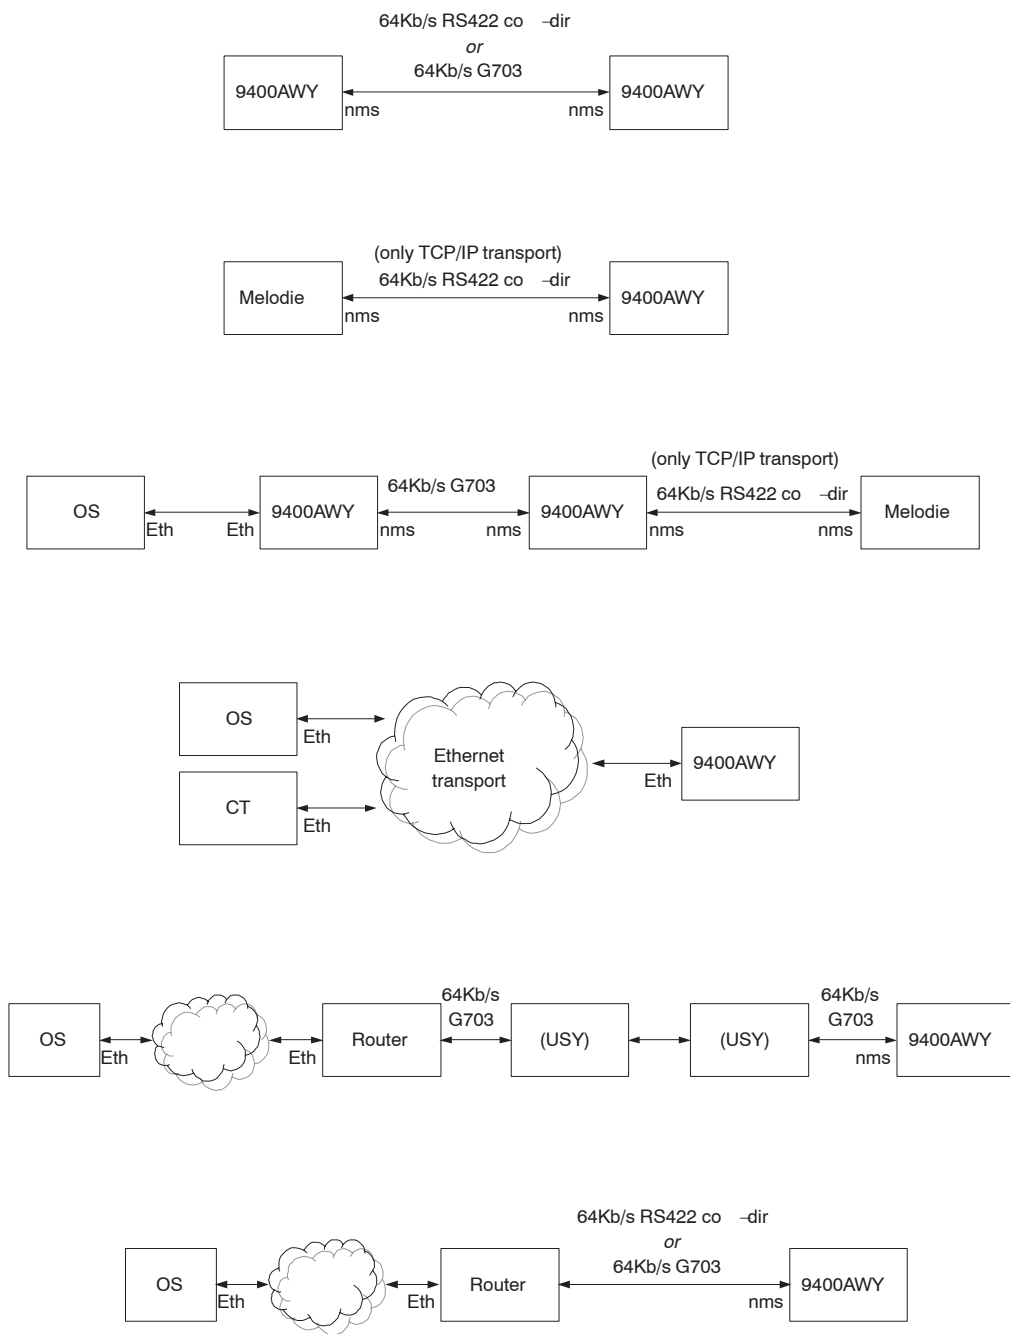 64Kb/s RS422 co –dir
or
64Kb/s G703
9400AWY
9400AWY
nms
nms
(only TCP/IP transport)
64Kb/s RS422 co –dir
Melodie
9400AWY
nms
nms
(only TCP/IP transport)
64Kb/s G703
64Kb/s RS422 co –dir
OS
9400AWY
9400AWY
Melodie
Eth
Eth
nms
nms
nms
nms
OS
Eth
Ethernet
transport
9400AWY
Eth
CT
Eth
64Kb/s
G703
64Kb/s
G703
OS
Router
(USY)
(USY)
9400AWY
Eth
Eth
nms
64Kb/s RS422 co –dir
or
64Kb/s G703
OS
Router
9400AWY
Eth
Eth
nms